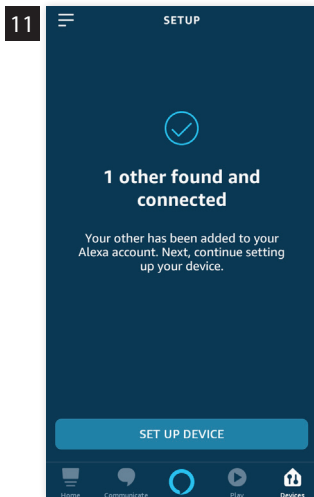 11
SETUP
1 other found and
connected
Your other has been added to your
Alexa account. Next, continue setting
up your device.
SET UP DEVICE
Home Communicate Play Devices